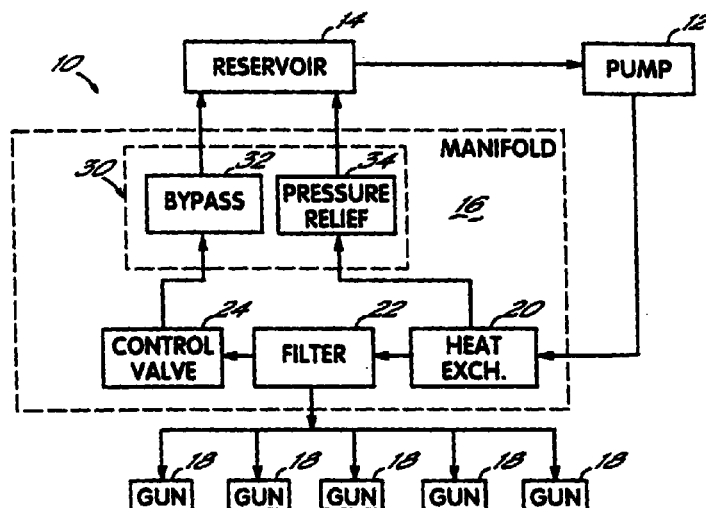 10
14
RESERVOIR
12
PUMP
MANIFOLD
16
30
32
BYPASS
34
PRESSURE
RELIEF
24
CONTROL
VALVE
22
FILTER
20
HEAT
EXCH.
18
GUN
18
GUN
18
GUN
18
GUN
18
GUN